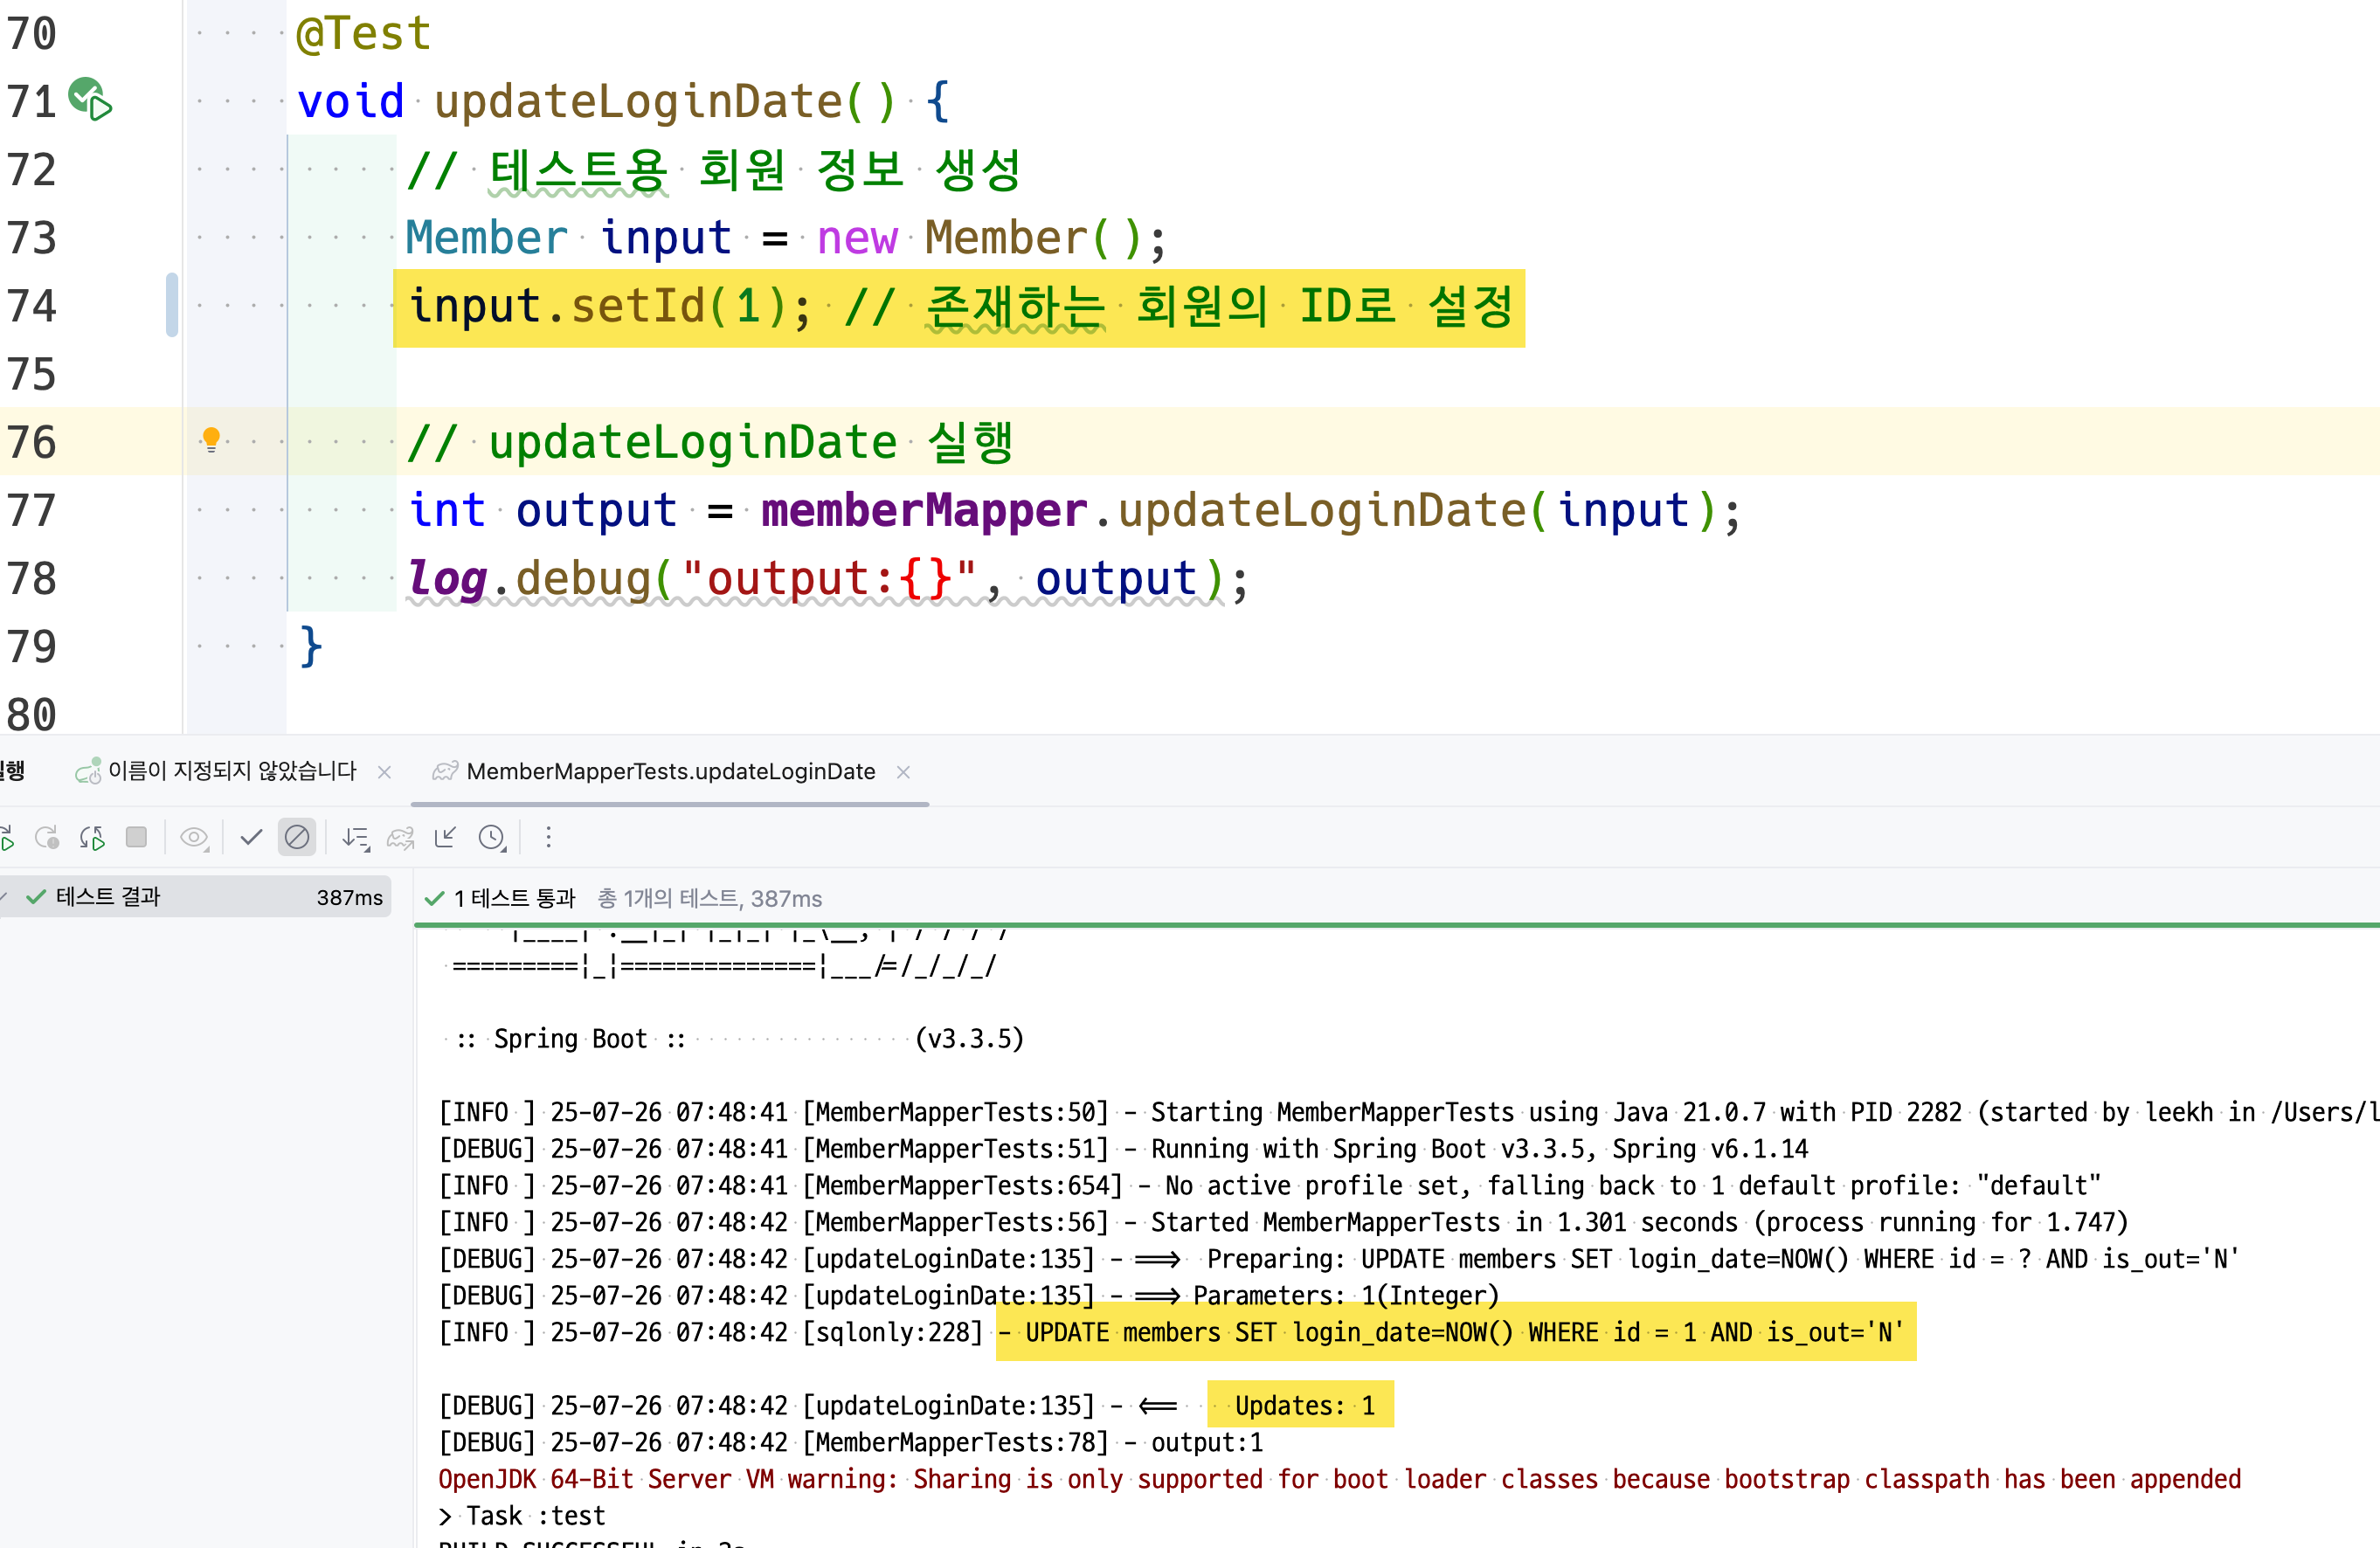 70 @Test
71 void updateLoginDate() {
72 // 테스트용 회원 정보 생성
73 Member input = new Member();
74 input.setId(1); // 존재하는 회원의 ID로 설정
75
76 // updateLoginDate 실행
77 int output = memberMapper.updateLoginDate(input);
78 log.debug("output:{}", output);
79 }
80
이름이 지정되지 않았습니다 MemberMapperTests.updateLoginDate
테스트 결과 387ms 1 테스트 통과 총 1개의 테스트, 387ms
=========|_|==============|___/=/_/_/_/
:: Spring Boot :: (v3.3.5)
[INFO ] 25-07-26 07:48:41 [MemberMapperTests:50] - Starting MemberMapperTests using Java 21.0.7 with PID 2282 (started by leekh in /Users/l
[DEBUG] 25-07-26 07:48:41 [MemberMapperTests:51] - Running with Spring Boot v3.3.5, Spring v6.1.14
[INFO ] 25-07-26 07:48:41 [MemberMapperTests:654] - No active profile set, falling back to 1 default profile: "default"
[INFO ] 25-07-26 07:48:42 [MemberMapperTests:56] - Started MemberMapperTests in 1.301 seconds (process running for 1.747)
[DEBUG] 25-07-26 07:48:42 [updateLoginDate:135] - ==> Preparing: UPDATE members SET login_date=NOW() WHERE id = ? AND is_out='N'
[DEBUG] 25-07-26 07:48:42 [updateLoginDate:135] - ==> Parameters: 1(Integer)
[INFO ] 25-07-26 07:48:42 [sqlonly:228] - UPDATE members SET login_date=NOW() WHERE id = 1 AND is_out='N'
[DEBUG] 25-07-26 07:48:42 [updateLoginDate:135] - <== Updates: 1
[DEBUG] 25-07-26 07:48:42 [MemberMapperTests:78] - output:1
OpenJDK 64-Bit Server VM warning: Sharing is only supported for boot loader classes because bootstrap classpath has been appended
> Task :test